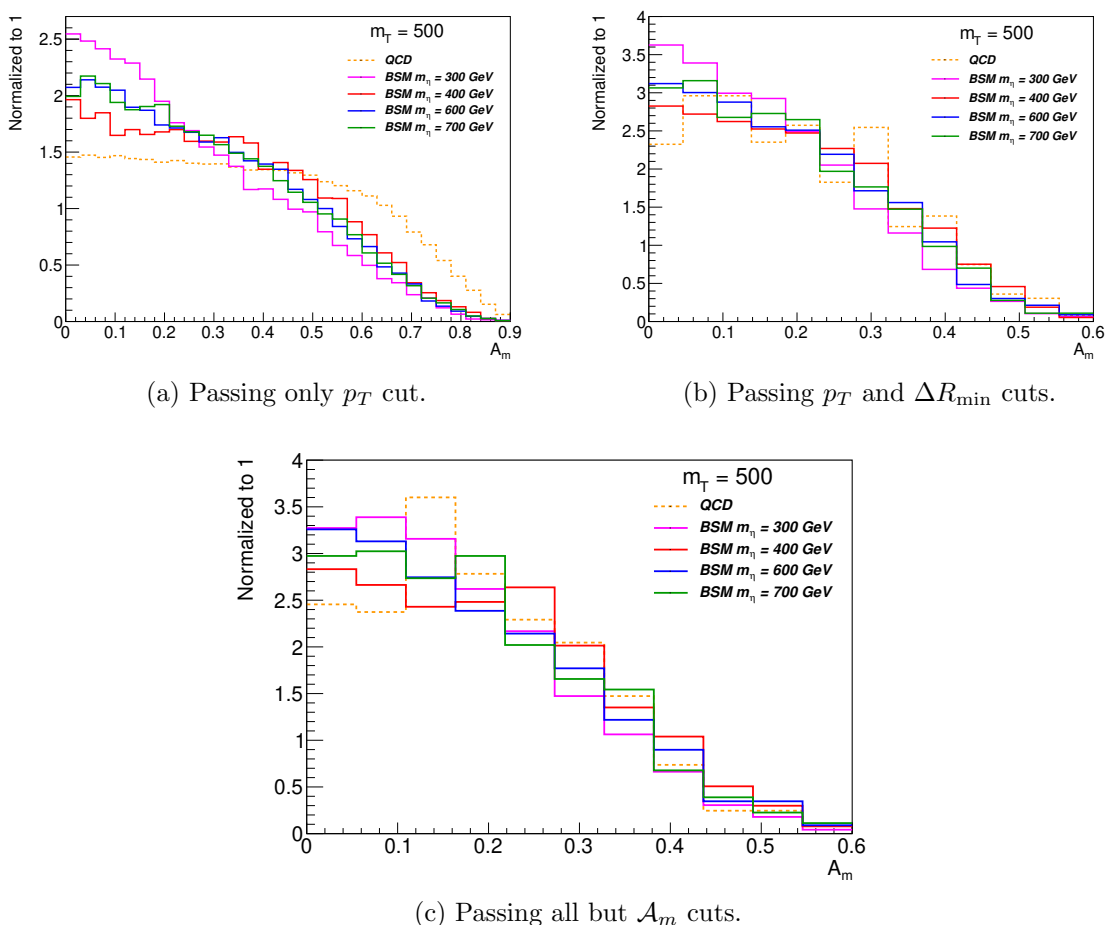 Normalized to 1
2.5
2
1.5
1
0.5
0
m_T = 500
QCD
BSM m_η = 300 GeV
BSM m_η = 400 GeV
BSM m_η = 600 GeV
BSM m_η = 700 GeV
0 0.1 0.2 0.3 0.4 0.5 0.6 0.7 0.8 0.9
A_m
(a) Passing only p_T cut.
Normalized to 1
4
3.5
3
2.5
2
1.5
1
0.5
0
m_T = 500
QCD
BSM m_η = 300 GeV
BSM m_η = 400 GeV
BSM m_η = 600 GeV
BSM m_η = 700 GeV
0 0.1 0.2 0.3 0.4 0.5 0.6
A_m
(b) Passing p_T and ΔR_min cuts.
Normalized to 1
4
3.5
3
2.5
2
1.5
1
0.5
0
m_T = 500
QCD
BSM m_η = 300 GeV
BSM m_η = 400 GeV
BSM m_η = 600 GeV
BSM m_η = 700 GeV
0 0.1 0.2 0.3 0.4 0.5 0.6
A_m
(c) Passing all but 𝒜_m cuts.